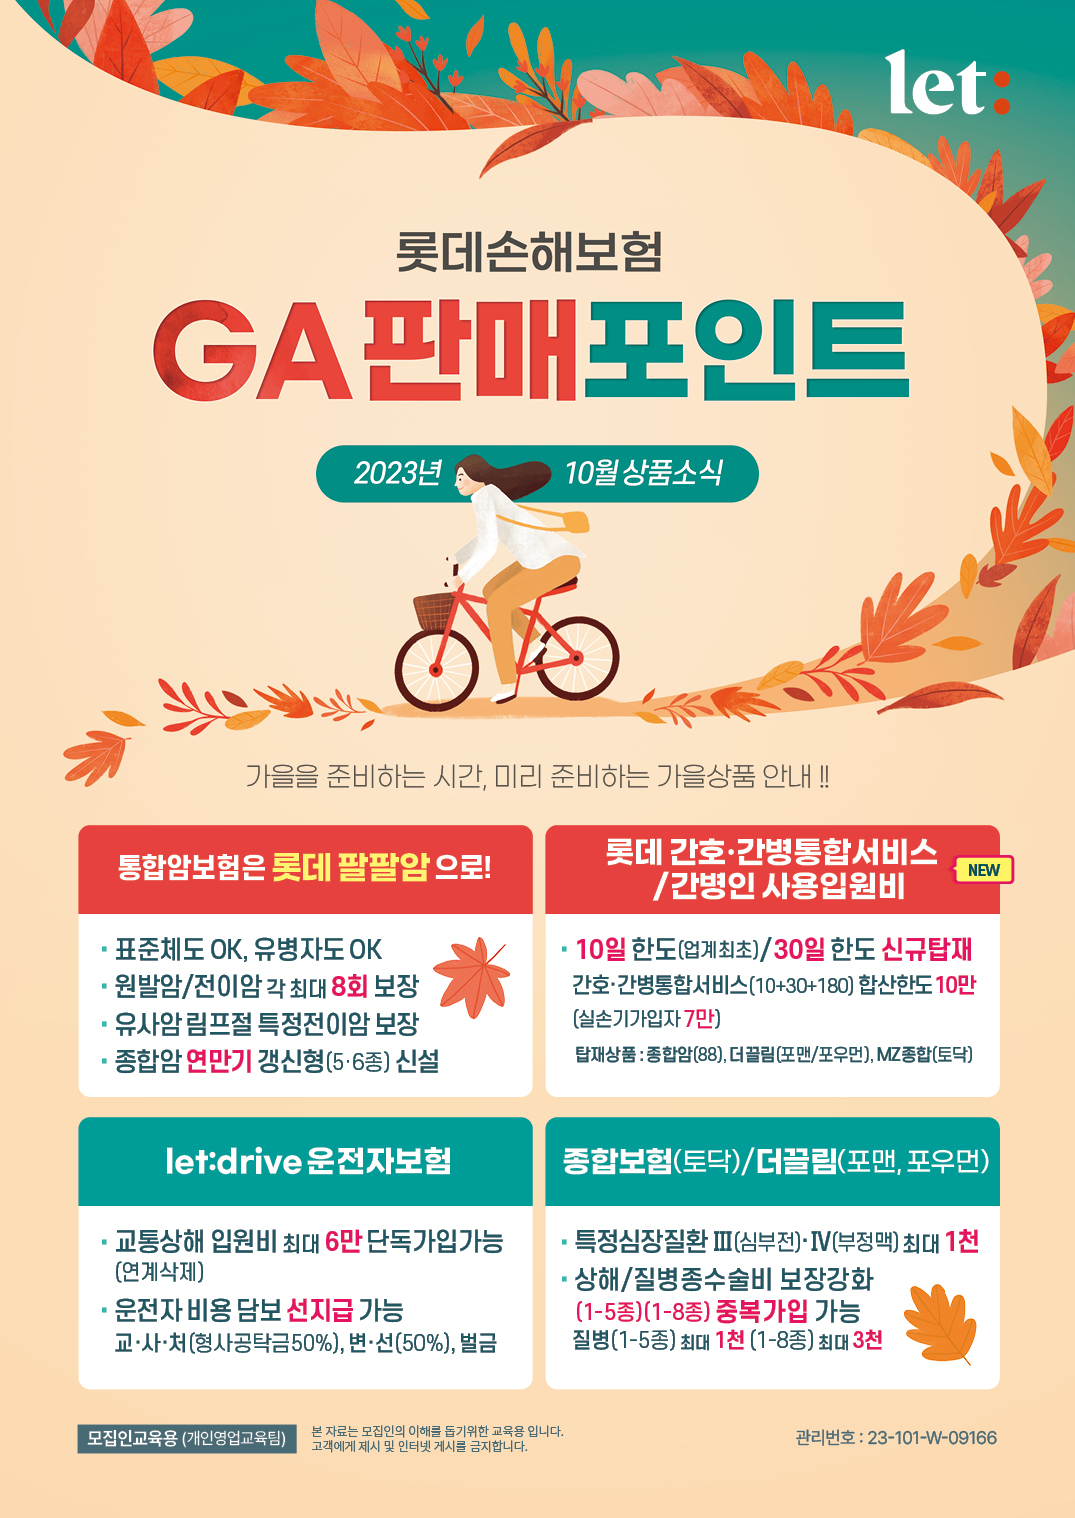 let:
롯데손해보험
GA 판매포인트
2023년 10월 상품소식
가을을 준비하는 시간, 미리 준비하는 가을상품 안내 !!
통합암보험은 롯데 팔팔암 으로!
· 표준체도 OK, 유병자도 OK
· 원발암/전이암 각 최대 8회 보장
· 유사암 림프절 특정전이암 보장
· 종합암 연만기 갱신형(5·6종) 신설
롯데 간호·간병통합서비스
/간병인 사용입원비
NEW
· 10일 한도(업계최초)/30일 한도 신규탑재
간호·간병통합서비스(10+30+180) 합산한도 10만
(실손기가입자 7만)
탑재상품 : 종합암(88), 더끌림(포맨/포우먼), MZ종합(토닥)
let:drive 운전자보험
· 교통상해 입원비 최대 6만 단독가입가능
(연계삭제)
· 운전자 비용 담보 선지급 가능
교·사·처(형사공탁금50%), 변·선(50%), 벌금
종합보험(토닥)/더끌림(포맨, 포우먼)
· 특정심장질환 Ⅲ(심부전)·Ⅳ(부정맥) 최대 1천
· 상해/질병종수술비 보장강화
(1-5종)(1-8종) 중복가입 가능
질병(1-5종) 최대 1천 (1-8종) 최대 3천
모집인교육용 (개인영업교육팀)
본 자료는 모집인의 이해를 돕기위한 교육용 입니다.
고객에게 제시 및 인터넷 게시를 금지합니다.
관리번호 : 23-101-W-09166